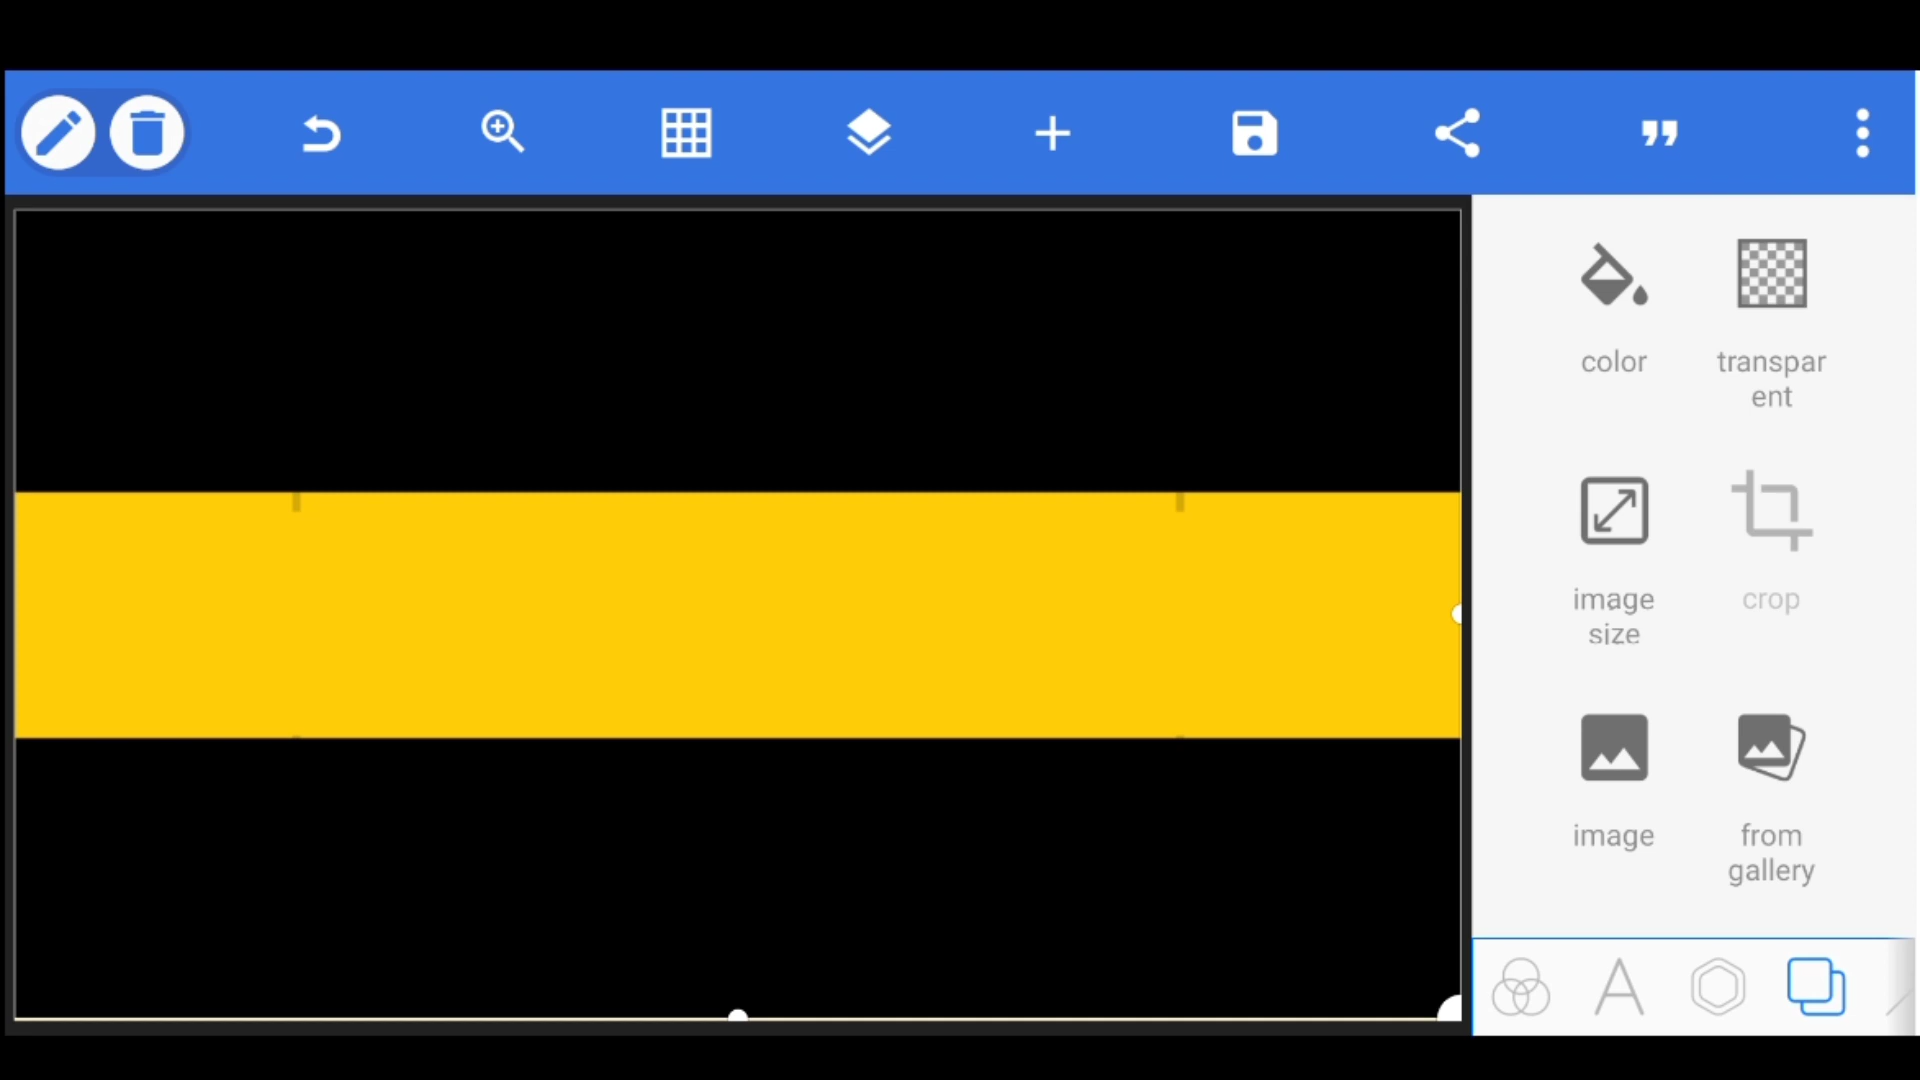 color
transpar
ent
image
size
crop
image
from
gallery